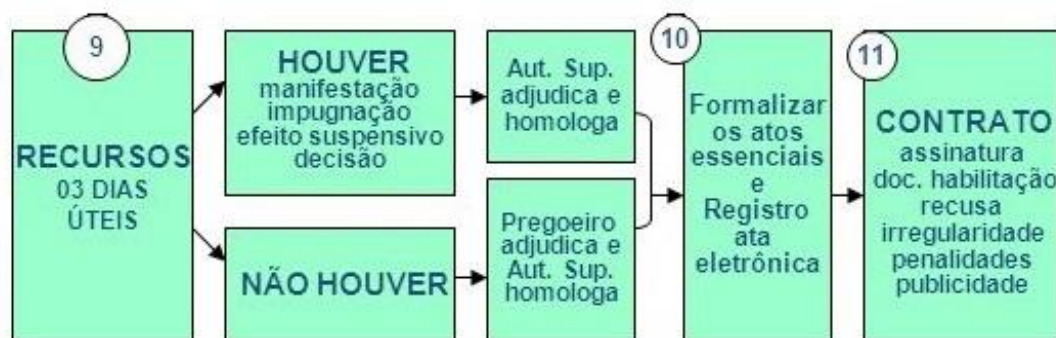 9
RECURSOS
03 DIAS
ÚTEIS
HOUVER
manifestação
impugnação
efeito suspensivo
decisão
NÃO HOUVER
Aut. Sup.
adjudica e
homologa
Pregoeiro
adjudica e
Aut. Sup.
homologa
10
Formalizar
os atos
essenciais
e
Registro
ata
eletrônica
11
CONTRATO
assinatura
doc. habilitação
recusa
irregularidade
penalidades
publicidade